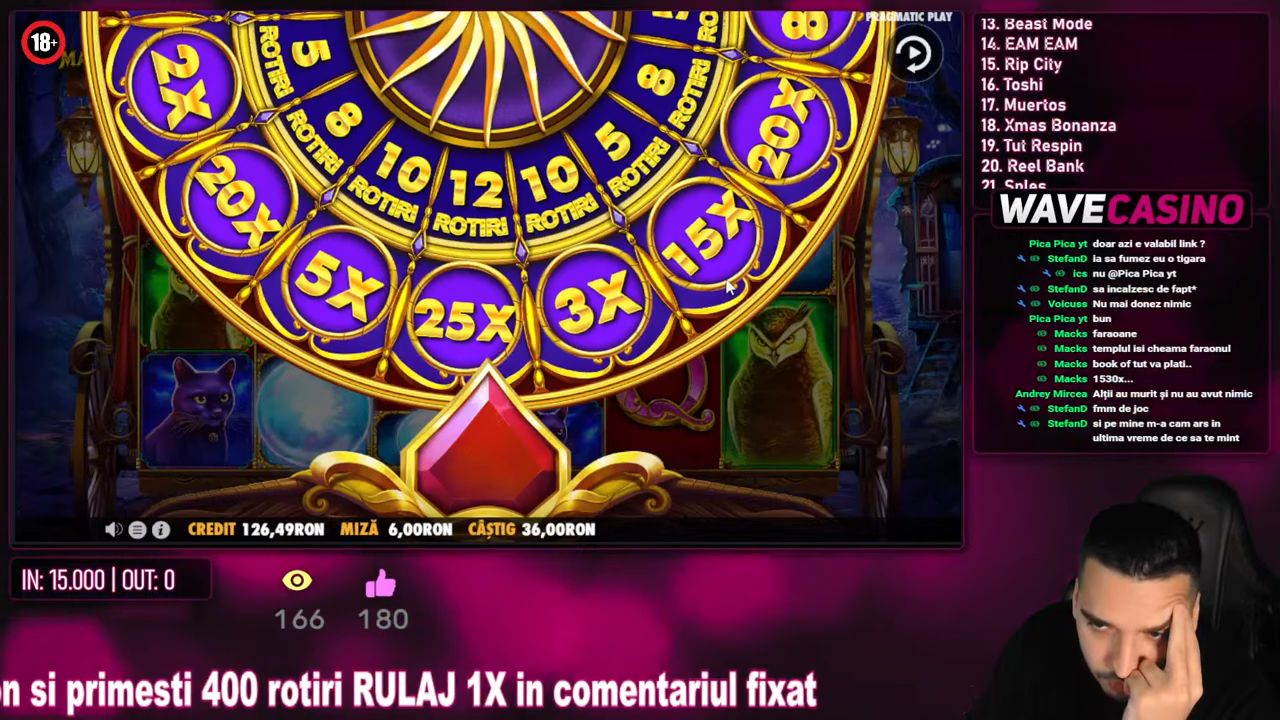 PRAGMATIC PLAY
18+
8
5
ROTIRI
8
ROTIRI
10
ROTIRI
12
ROTIRI
10
ROTIRI
5
ROTIRI
8
ROTIRI
2X
20X
5X
25X
3X
15X
20X
CREDIT 126,49RON MIZĂ 6,00RON CÂȘTIG 36,00RON
13. Beast Mode
14. EAM EAM
15. Rip City
16. Toshi
17. Muertos
18. Xmas Bonanza
19. Tut Respin
20. Reel Bank
WAVECASINO
Pica Pica yt doar azi e valabil link ?
StefanD ia sa fumez eu o tigara
ics nu @Pica Pica yt
StefanD sa incalzesc de fapt*
Voicuss Nu mai donez nimic
Pica Pica yt bun
Macks faraoane
Macks templul isi cheama faraonul
Macks book of tut va plati..
Macks 1530x...
Andrey Mircea Alții au murit și nu au avut nimic
StefanD fmm de joc
StefanD si pe mine m-a cam ars in
ultima vreme de ce sa te mint
IN: 15.000 | OUT: 0
166
180
n si primesti 400 rotiri RULAJ 1X in comentariul fixat